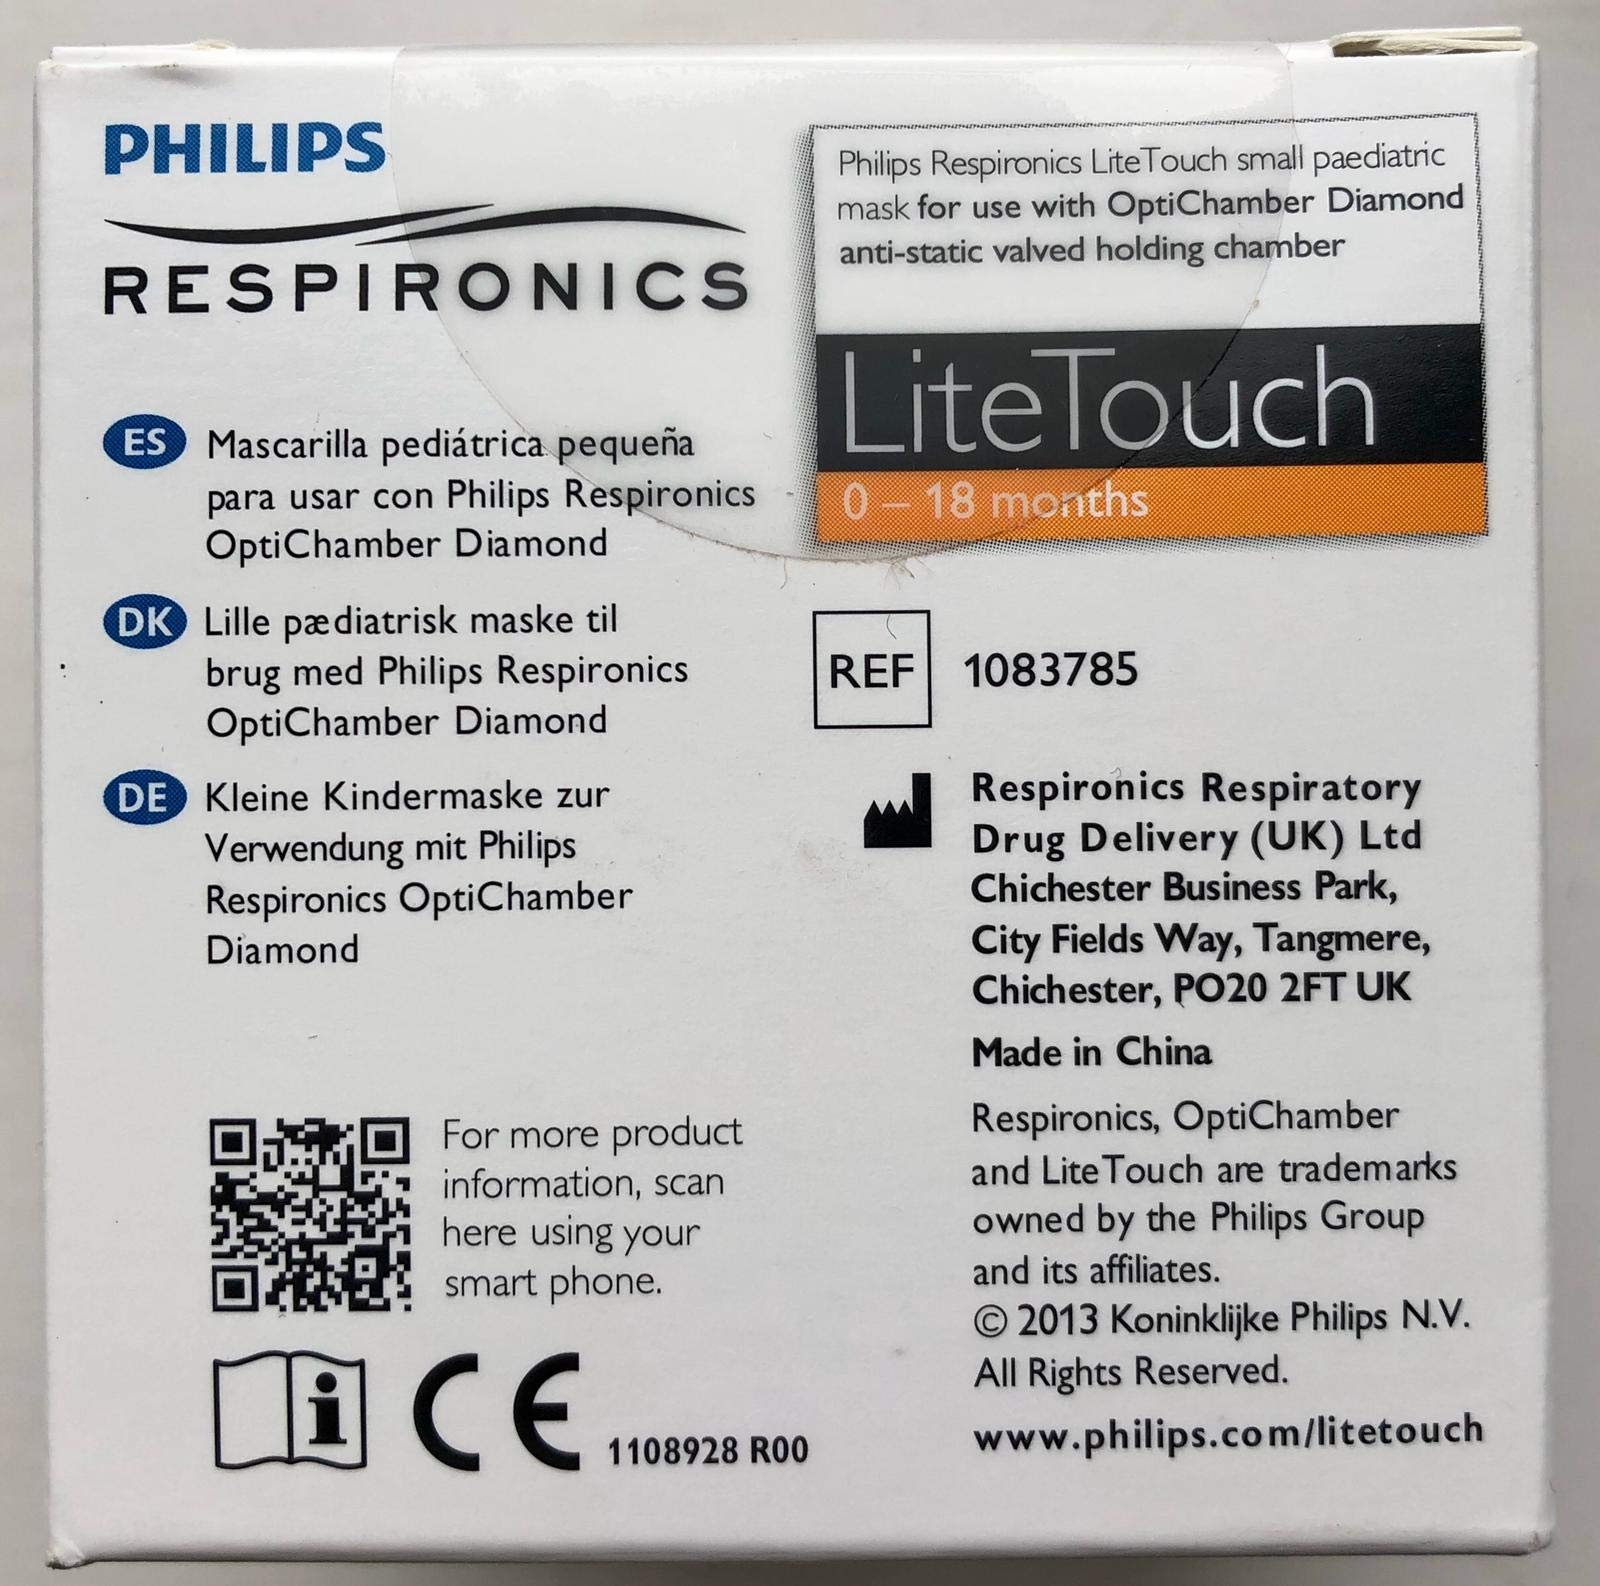 PHILIPS
RESPIRONICS
Philips Respironics LiteTouch small paediatric
mask for use with OptiChamber Diamond
anti-static valved holding chamber
LiteTouch
0 – 18 months
ES Mascarilla pediátrica pequeña
para usar con Philips Respironics
OptiChamber Diamond
DK Lille pædiatrisk maske til
brug med Philips Respironics
OptiChamber Diamond
DE Kleine Kindermaske zur
Verwendung mit Philips
Respironics OptiChamber
Diamond
REF 1083785
Respironics Respiratory
Drug Delivery (UK) Ltd
Chichester Business Park,
City Fields Way, Tangmere,
Chichester, PO20 2FT UK
Made in China
Respironics, OptiChamber
and LiteTouch are trademarks
owned by the Philips Group
and its affiliates.
© 2013 Koninklijke Philips N.V.
All Rights Reserved.
www.philips.com/litetouch
For more product
information, scan
here using your
smart phone.
i CE 1108928 R00